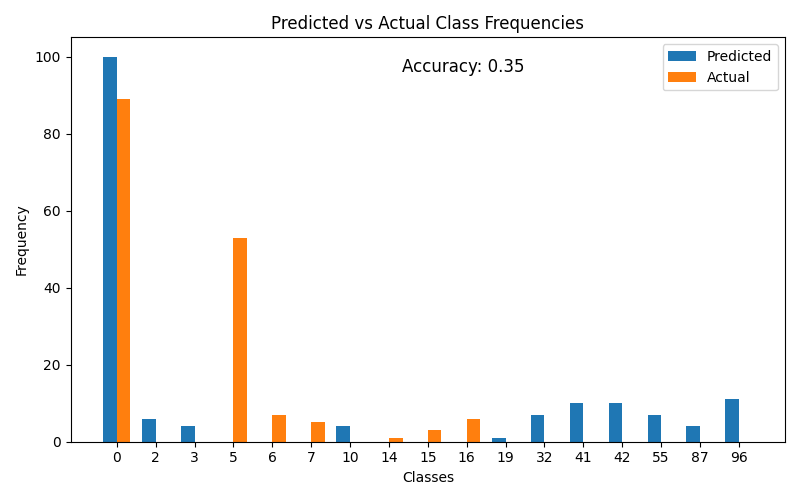 Predicted vs Actual Class Frequencies
Accuracy: 0.35
Predicted
Actual
Frequency
100
80
60
40
20
0
0 2 3 5 6 7 10 14 15 16 19 32 41 42 55 87 96
Classes